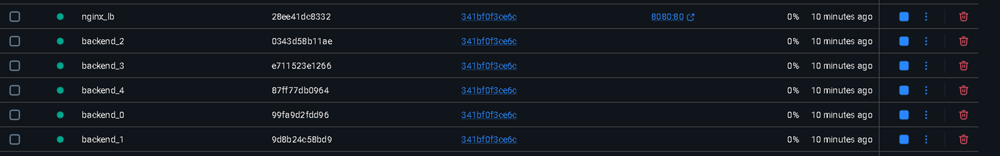 nginx_lb 28ee41dc8332 341bf0f3ce6c 8080:80 0% 10 minutes ago
backend_2 0343d58b11ae 341bf0f3ce6c 0% 10 minutes ago
backend_3 e711523e1266 341bf0f3ce6c 0% 10 minutes ago
backend_4 87ff77db0964 341bf0f3ce6c 0% 10 minutes ago
backend_0 99fa9d2fdd96 341bf0f3ce6c 0% 10 minutes ago
backend_1 9d8b24c58bd9 341bf0f3ce6c 0% 10 minutes ago